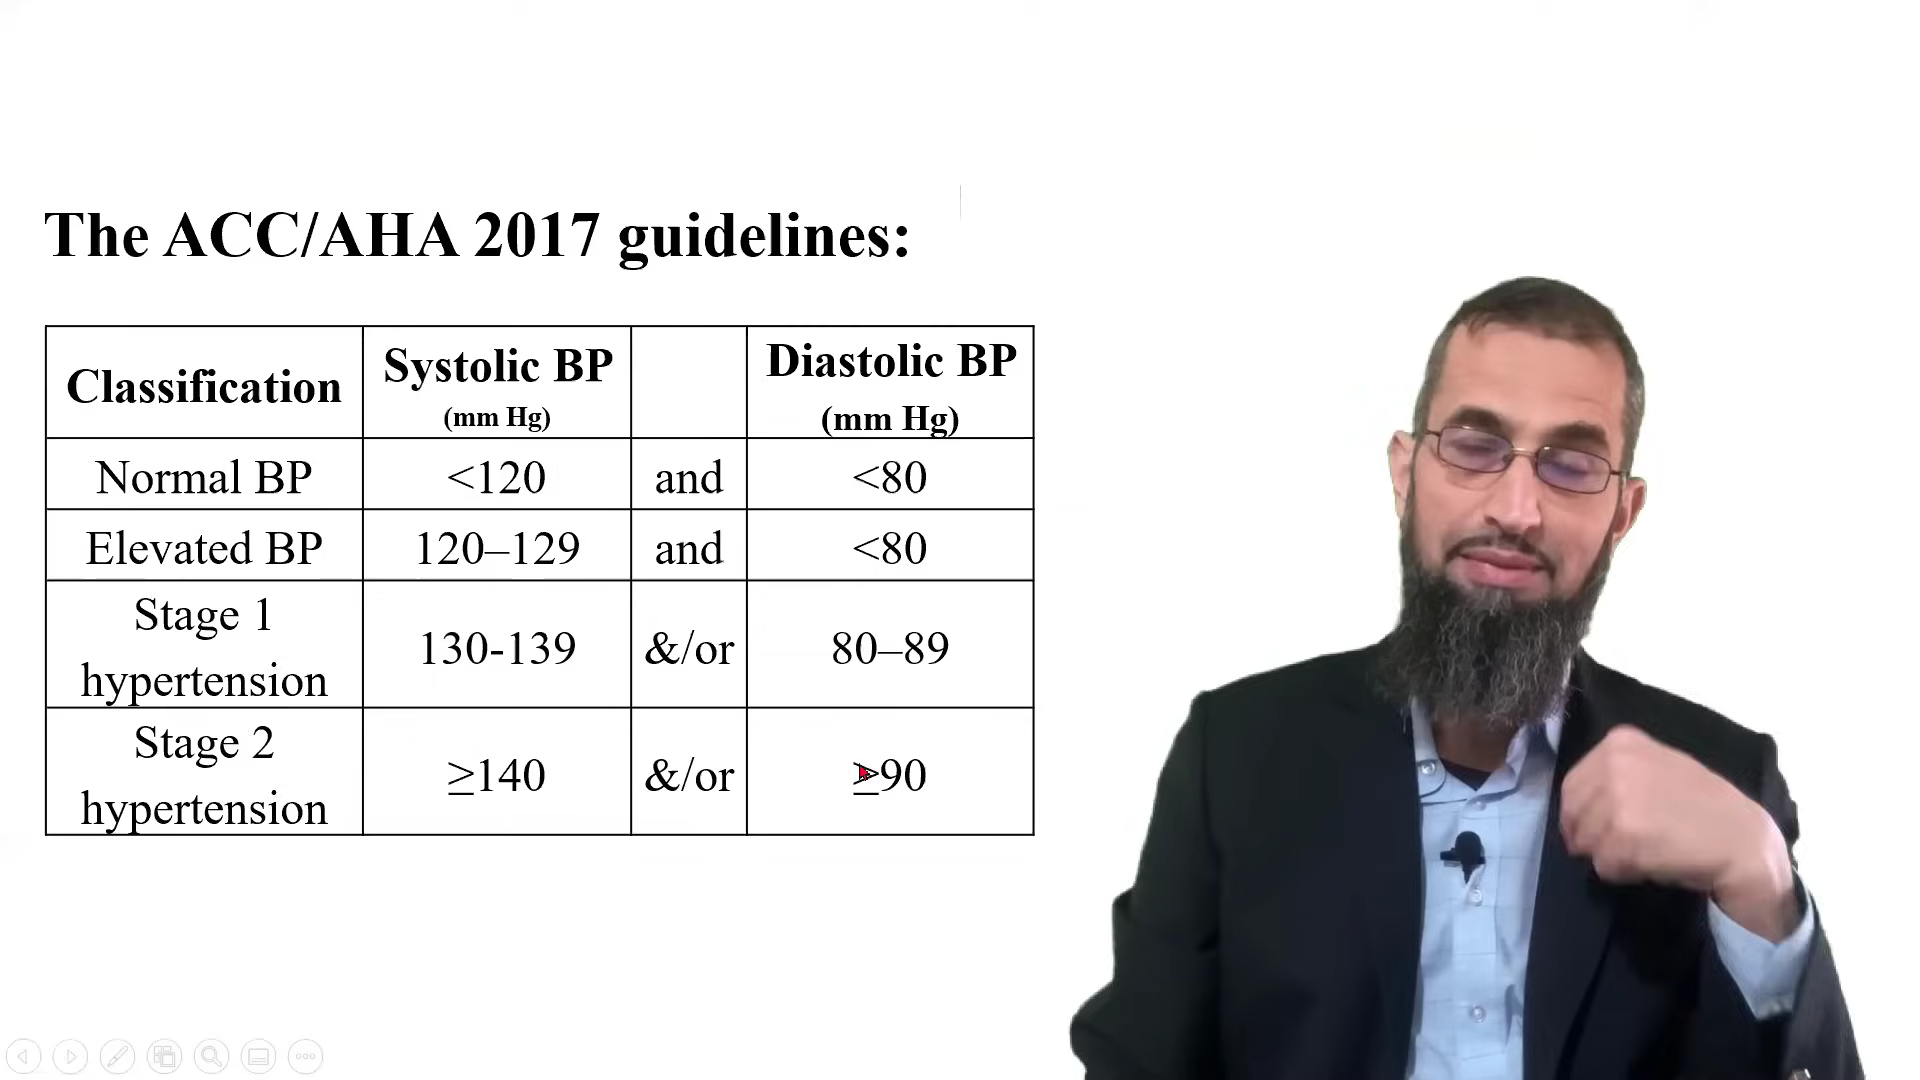 The ACC/AHA 2017 guidelines:
Classification Systolic BP (mm Hg) Diastolic BP (mm Hg)
Normal BP <120 and <80
Elevated BP 120–129 and <80
Stage 1 hypertension 130-139 &/or 80–89
Stage 2 hypertension ≥140 &/or ≥90